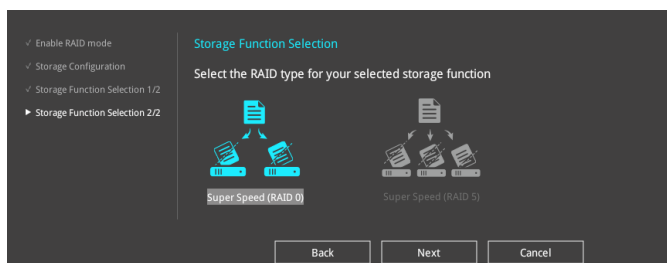 Enable RAID mode
Storage Configuration
Storage Function Selection 1/2
Storage Function Selection 2/2
Storage Function Selection
Select the RAID type for your selected storage function
Super Speed (RAID 0)
Super Speed (RAID 5)
Back
Next
Cancel